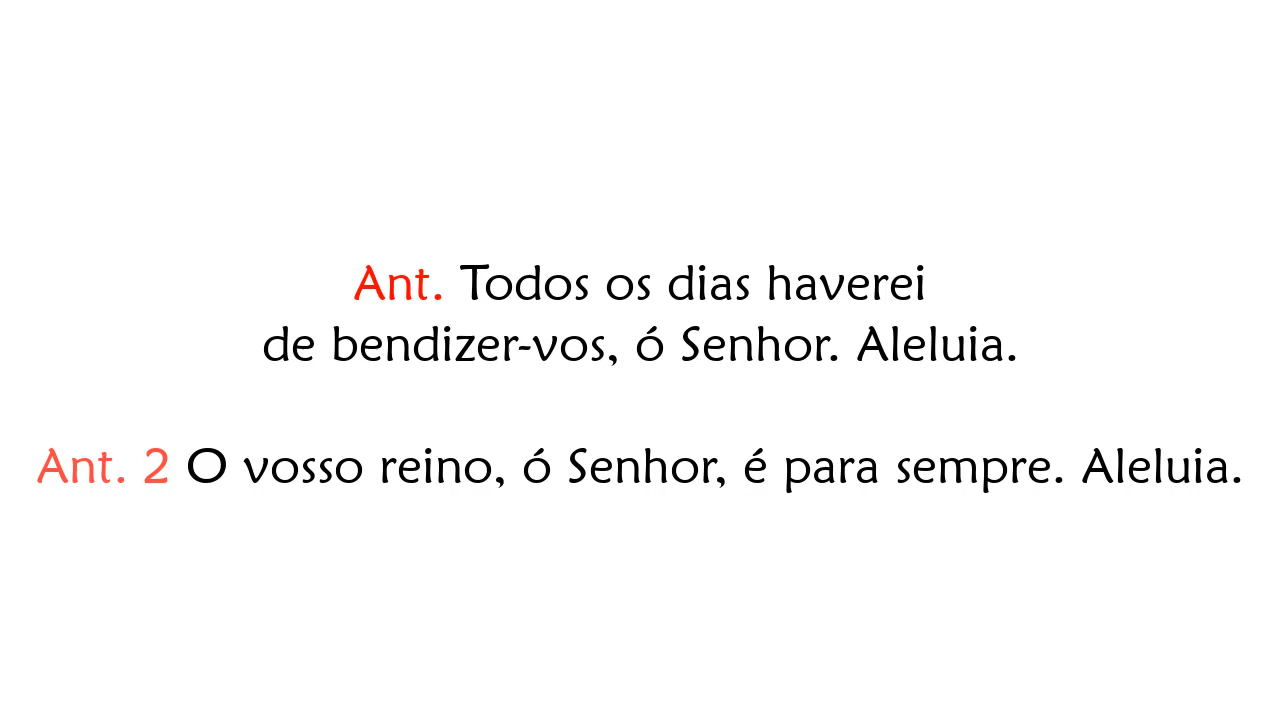 Ant. Todos os dias haverei
de bendizer-vos, ó Senhor. Aleluia.
Ant. 2 O vosso reino, ó Senhor, é para sempre. Aleluia.